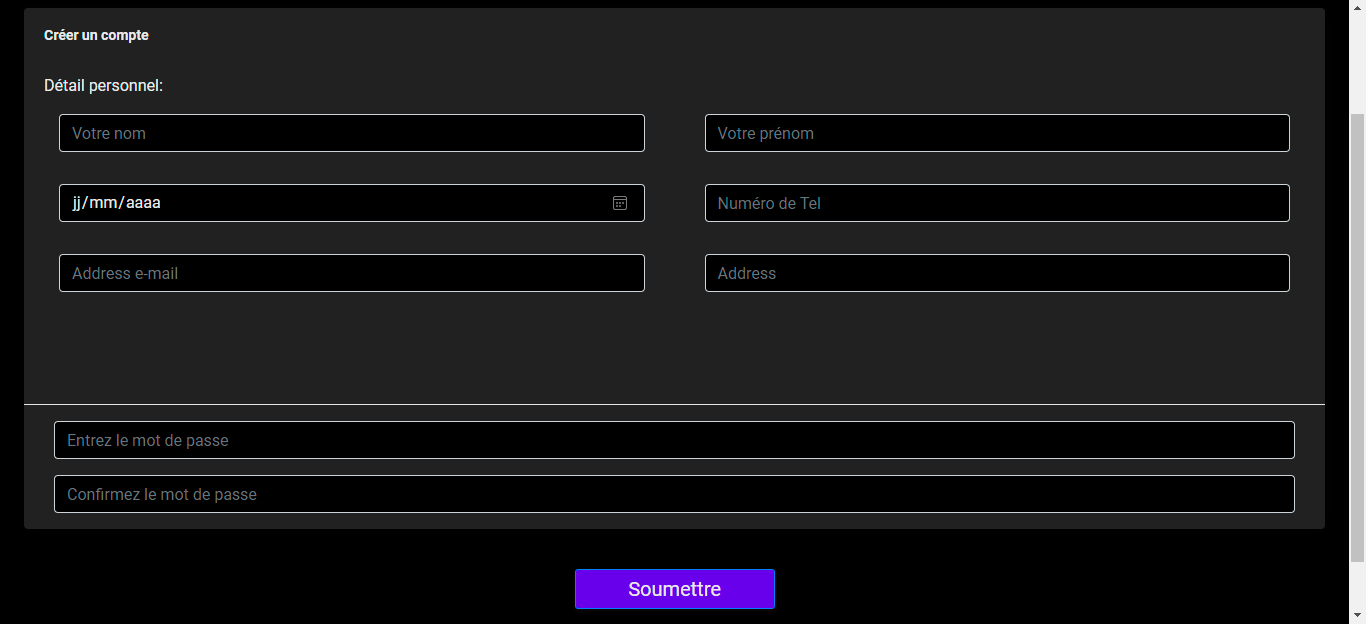 Créer un compte
Détail personnel:
Votre nom
Votre prénom
jj/mm/aaaa
Numéro de Tel
Address e-mail
Address
Entrez le mot de passe
Confirmez le mot de passe
Soumettre